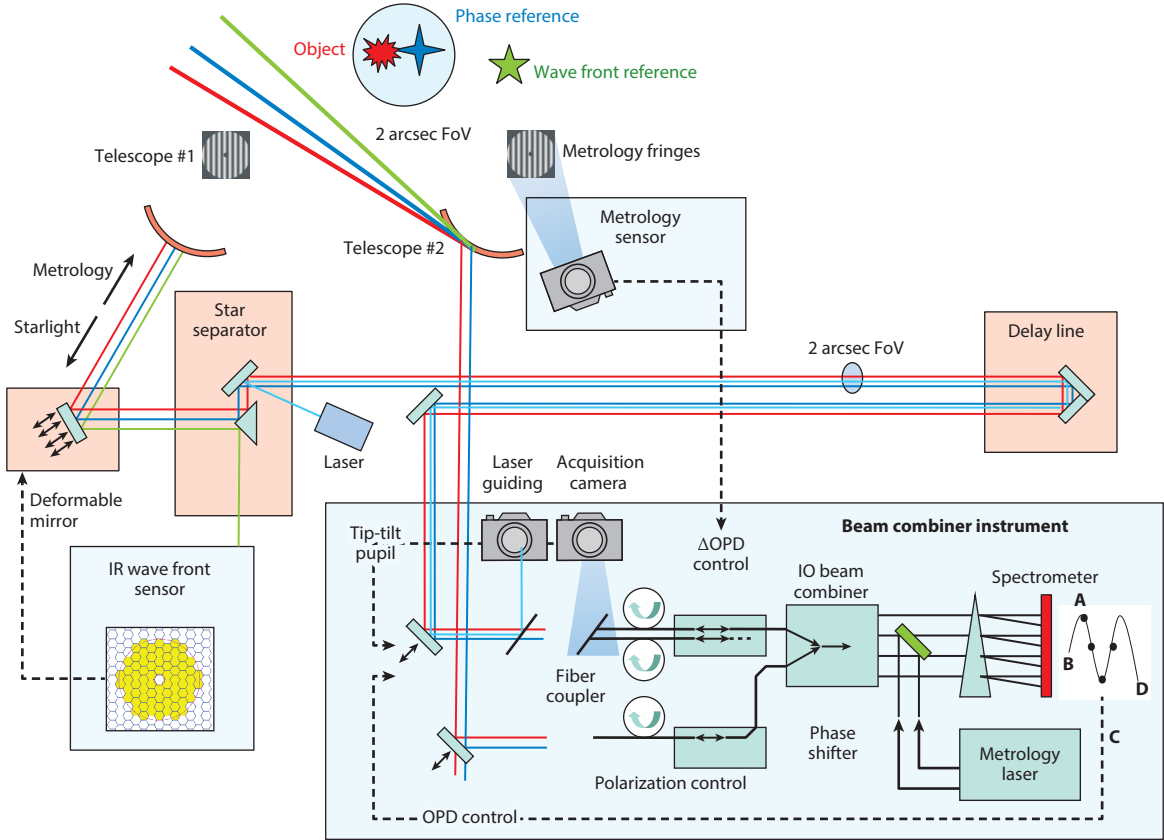 Phase reference
Object
Wave front reference
2 arcsec FoV
Telescope #1
Metrology fringes
Metrology
sensor
Telescope #2
Metrology
Starlight
Star
separator
2 arcsec FoV
Delay line
Laser
Deformable
mirror
Laser
guiding
Acquisition
camera
Beam combiner instrument
Tip-tilt
pupil
ΔOPD
control
IR wave front
sensor
IO beam
combiner
Spectrometer
A
B
D
C
Fiber
coupler
Phase
shifter
Polarization control
Metrology
laser
OPD control